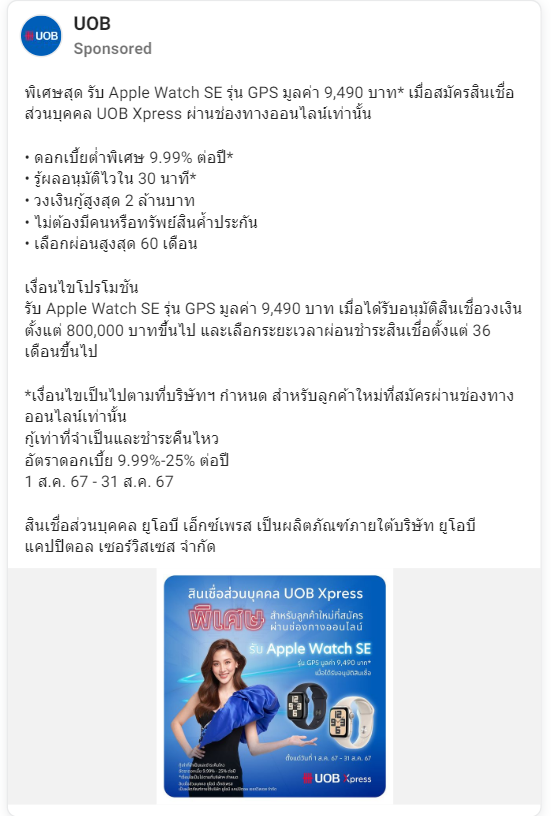 UOB
UOB
Sponsored
พิเศษสุด รับ Apple Watch SE รุ่น GPS มูลค่า 9,490 บาท* เมื่อสมัครสินเชื่อ
ส่วนบุคคล UOB Xpress ผ่านช่องทางออนไลน์เท่านั้น
• ดอกเบี้ยต่ำพิเศษ 9.99% ต่อปี*
• รู้ผลอนุมัติไวใน 30 นาที*
• วงเงินกู้สูงสุด 2 ล้านบาท
• ไม่ต้องมีคนหรือทรัพย์สินค้ำประกัน
• เลือกผ่อนสูงสุด 60 เดือน
เงื่อนไขโปรโมชัน
รับ Apple Watch SE รุ่น GPS มูลค่า 9,490 บาท เมื่อได้รับอนุมัติสินเชื่อวงเงิน
ตั้งแต่ 800,000 บาทขึ้นไป และเลือกระยะเวลาผ่อนชำระสินเชื่อตั้งแต่ 36
เดือนขึ้นไป
*เงื่อนไขเป็นไปตามที่บริษัทฯ กำหนด สำหรับลูกค้าใหม่ที่สมัครผ่านช่องทาง
ออนไลน์เท่านั้น
กู้เท่าที่จำเป็นและชำระคืนไหว
อัตราดอกเบี้ย 9.99%-25% ต่อปี
1 ส.ค. 67 - 31 ส.ค. 67
สินเชื่อส่วนบุคคล ยูโอบี เอ็กซ์เพรส เป็นผลิตภัณฑ์ภายใต้บริษัท ยูโอบี
แคปปิตอล เซอร์วิสเซส จำกัด
สินเชื่อส่วนบุคคล UOB Xpress
พิเศษ สำหรับลูกค้าใหม่ที่สมัคร
ผ่านช่องทางออนไลน์
รับ Apple Watch SE
รุ่น GPS มูลค่า 9,490 บาท*
เมื่อได้รับอนุมัติสินเชื่อ
ตั้งแต่วันที่ 1 ส.ค. 67 - 31 ส.ค. 67
UOB Xpress